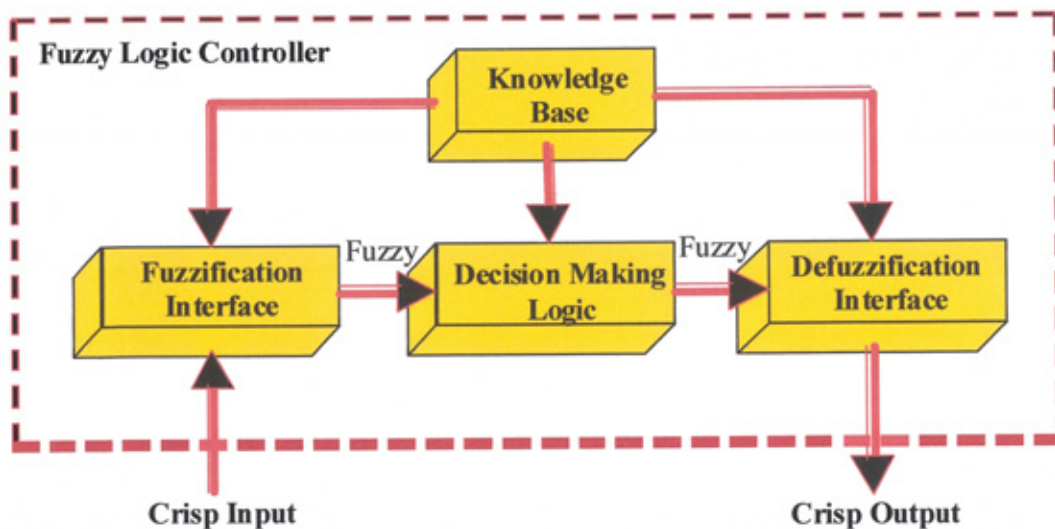 Fuzzy Logic Controller
Knowledge
Base
Fuzzification
Interface
Fuzzy
Decision Making
Logic
Fuzzy
Defuzzification
Interface
Crisp Input
Crisp Output